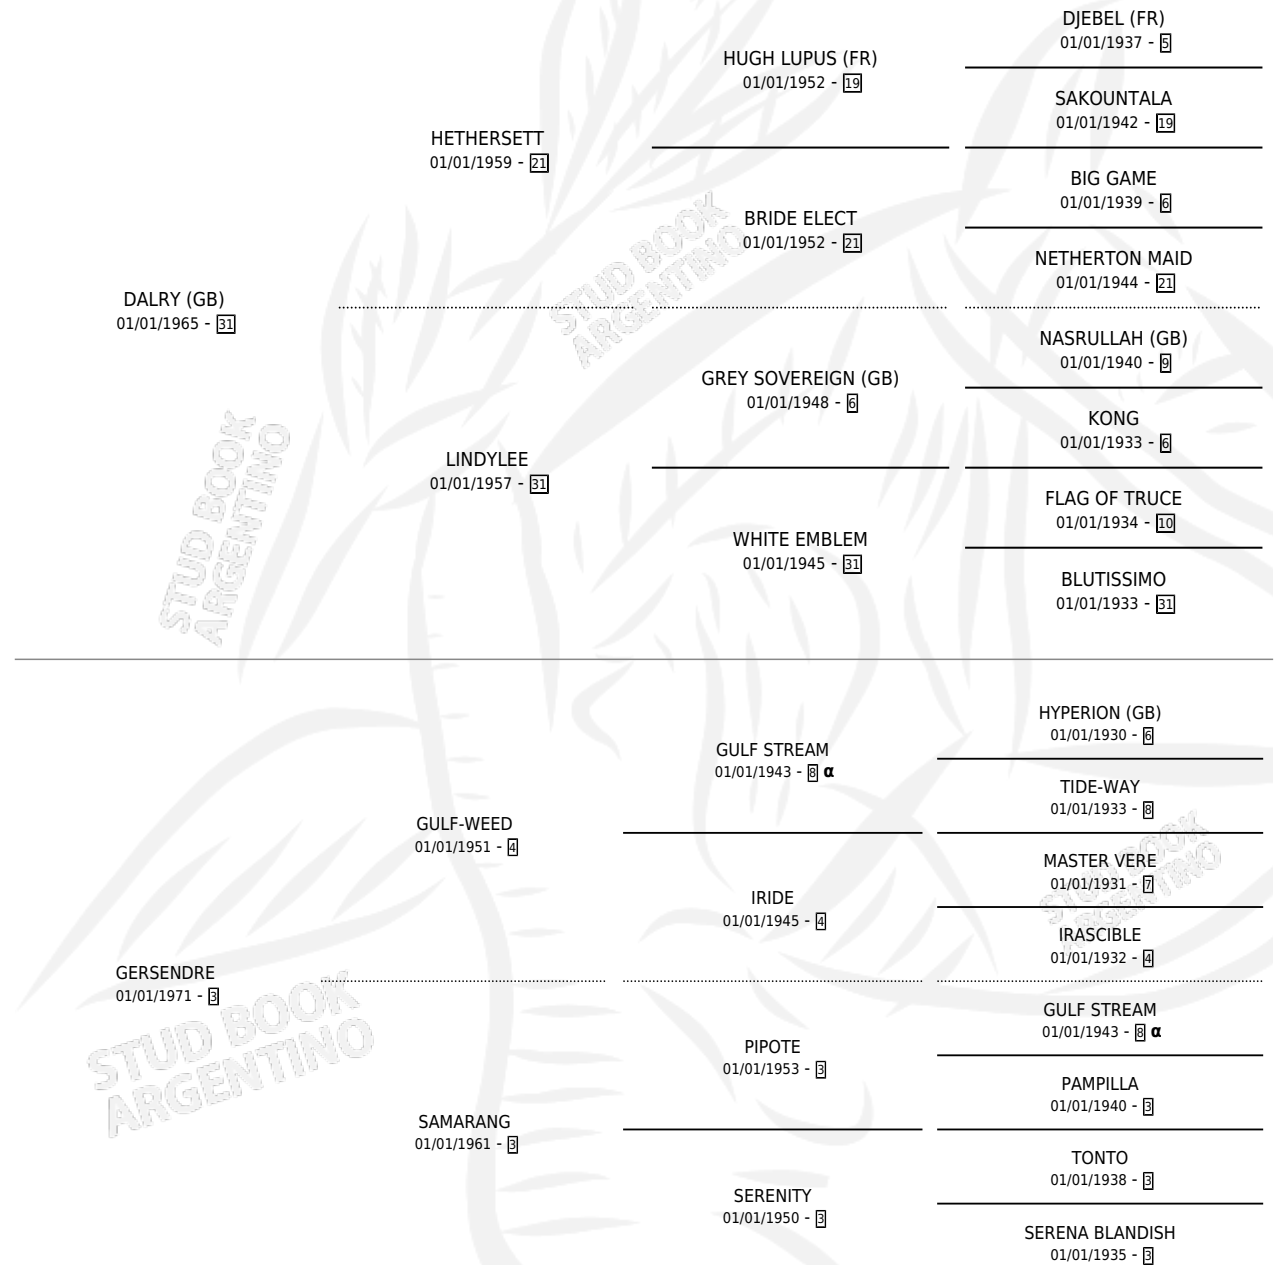 DALRY (GB)
01/01/1965 - 31
HETHERSETT
01/01/1959 - 21
HUGH LUPUS (FR)
01/01/1952 - 19
DJEBEL (FR)
01/01/1937 - 5
SAKOUNTALA
01/01/1942 - 19
BRIDE ELECT
01/01/1952 - 21
BIG GAME
01/01/1939 - 6
NETHERTON MAID
01/01/1944 - 21
LINDYLEE
01/01/1957 - 31
GREY SOVEREIGN (GB)
01/01/1948 - 6
NASRULLAH (GB)
01/01/1940 - 9
KONG
01/01/1933 - 6
WHITE EMBLEM
01/01/1945 - 31
FLAG OF TRUCE
01/01/1934 - 10
BLUTISSIMO
01/01/1933 - 31
GERSENDRE
01/01/1971 - 3
GULF-WEED
01/01/1951 - 4
GULF STREAM
01/01/1943 - 8 α
HYPERION (GB)
01/01/1930 - 6
TIDE-WAY
01/01/1933 - 8
IRIDE
01/01/1945 - 4
MASTER VERE
01/01/1931 - 7
IRASCIBLE
01/01/1932 - 4
SAMARANG
01/01/1961 - 3
PIPOTE
01/01/1953 - 3
GULF STREAM
01/01/1943 - 8 α
PAMPILLA
01/01/1940 - 3
SERENITY
01/01/1950 - 3
TONTO
01/01/1938 - 3
SERENA BLANDISH
01/01/1935 - 3
STUD BOOK
ARGENTINO
STUD BOOK
ARGENTINO
STUD BOOK
ARGENTINO
STUD BOOK
ARGENTINO